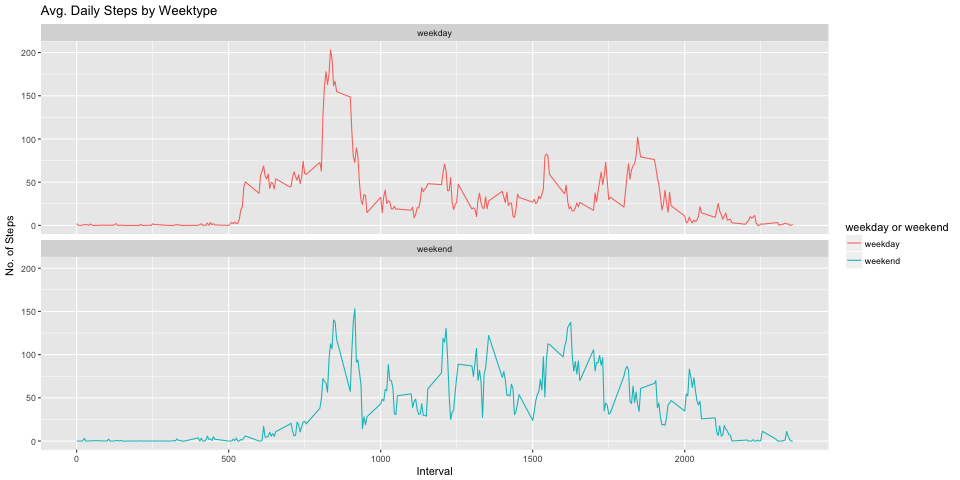 Avg. Daily Steps by Weektype
weekday
200
150
100
50
0
weekend
200
150
100
50
0
No. of Steps
0
500
1000
1500
2000
Interval
weekday or weekend
weekday
weekend